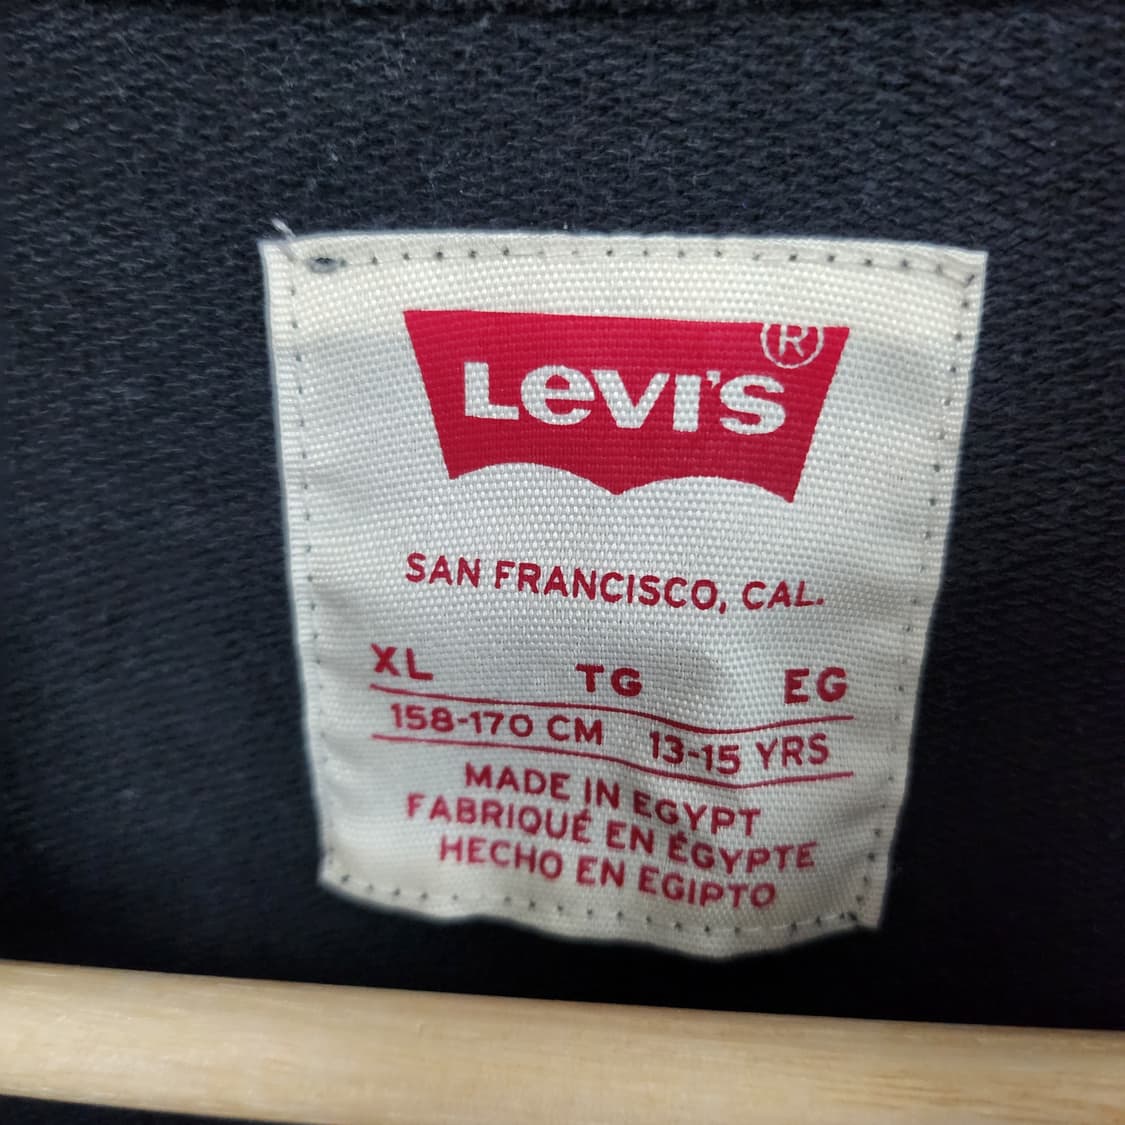 LEVI'S ®
SAN FRANCISCO, CAL.
XL TG EG
158-170 CM 13-15 YRS
MADE IN EGYPT
FABRIQUÉ EN ÉGYPTE
HECHO EN EGIPTO